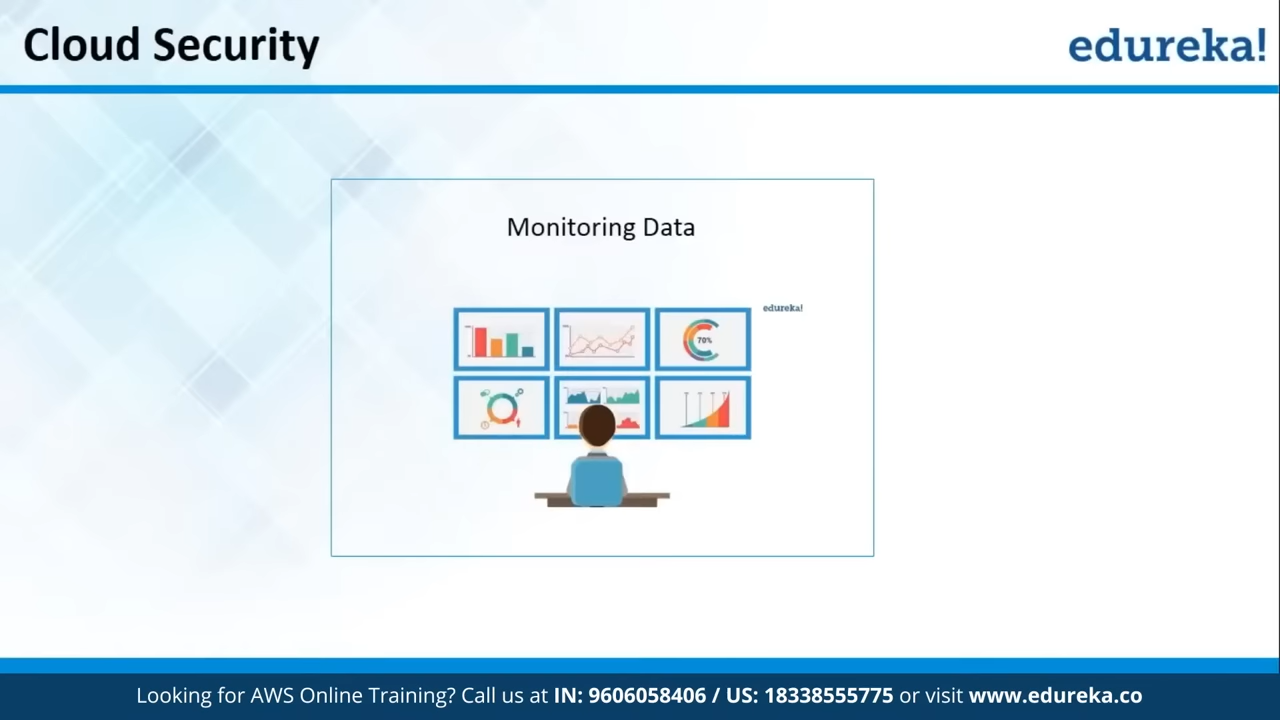 Cloud Security
edureka!
Monitoring Data
edureka!
70%
Looking for AWS Online Training? Call us at IN: 9606058406 / US: 18338555775 or visit www.edureka.co